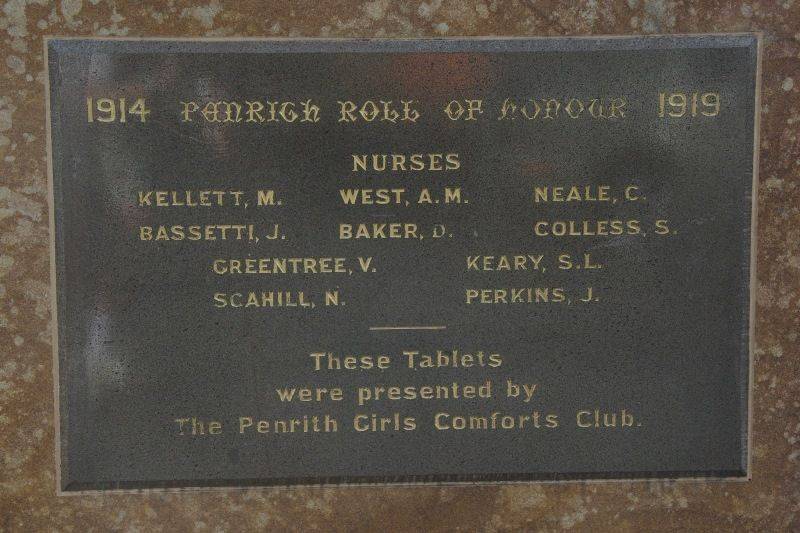 1914 PENRITH ROLL OF HONOUR 1919
NURSES
KELLETT, M. WEST, A.M. NEALE, C.
BASSETTI, J. BAKER, D. COLLESS, S.
GREENTREE, V. KEARY, S.L.
SCAHILL, N. PERKINS, J.
These Tablets
were presented by
The Penrith Girls Comforts Club.